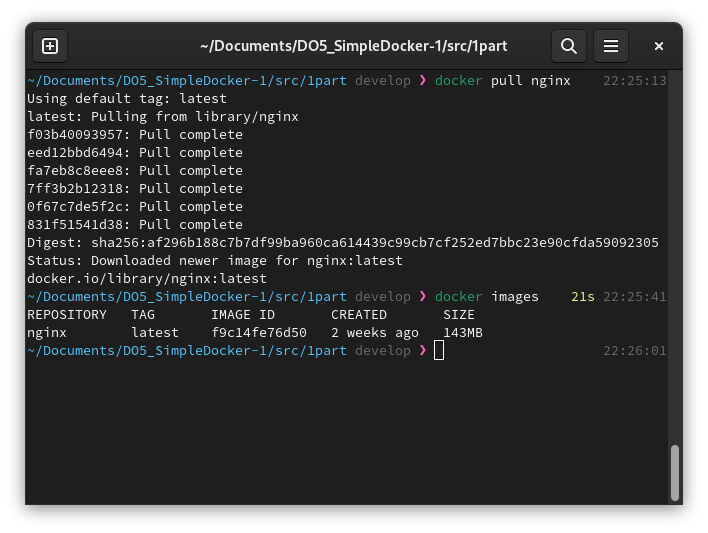 ~/Documents/DO5_SimpleDocker-1/src/1part
~/Documents/DO5_SimpleDocker-1/src/1part develop ❯ docker pull nginx 22:25:13
Using default tag: latest
latest: Pulling from library/nginx
f03b40093957: Pull complete
eed12bbd6494: Pull complete
fa7eb8c8eee8: Pull complete
7ff3b2b12318: Pull complete
0f67c7de5f2c: Pull complete
831f51541d38: Pull complete
Digest: sha256:af296b188c7b7df99ba960ca614439c99cb7cf252ed7bbc23e90cfda59092305
Status: Downloaded newer image for nginx:latest
docker.io/library/nginx:latest
~/Documents/DO5_SimpleDocker-1/src/1part develop ❯ docker images 21s 22:25:41
REPOSITORY TAG IMAGE ID CREATED SIZE
nginx latest f9c14fe76d50 2 weeks ago 143MB
~/Documents/DO5_SimpleDocker-1/src/1part develop ❯ 22:26:01